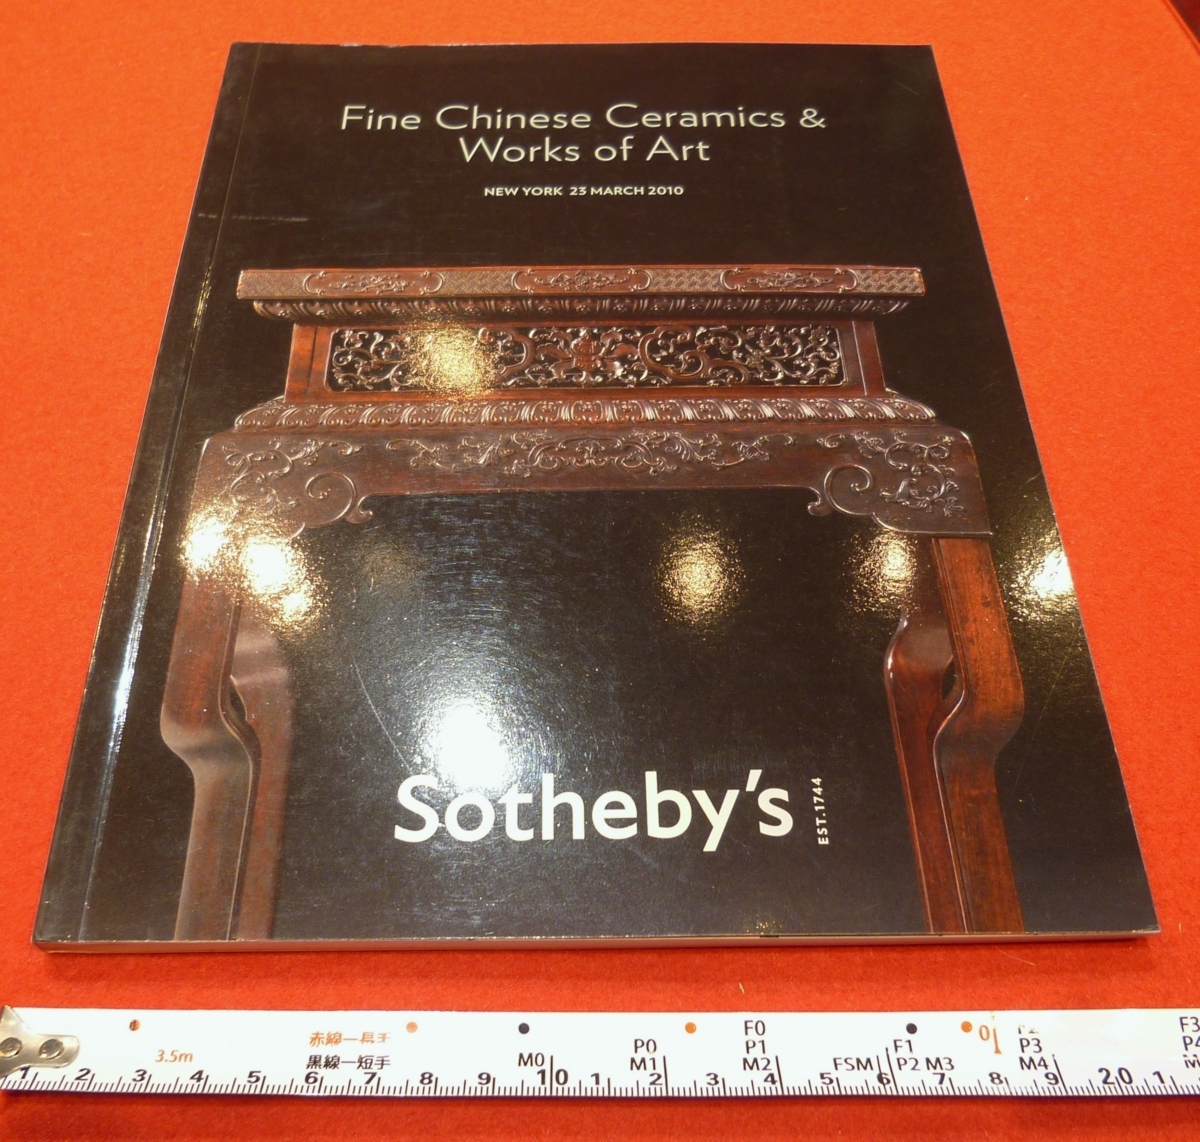 Fine Chinese Ceramics &
Works of Art
NEW YORK 23 MARCH 2010
Sotheby's
EST. 1744
3.5m
赤線一長手
黒線一短手
M0
P0
M1
F0
P1
M2
FSM
F1
P2 M3
P3
M4
F3
P4
1 2 3 4 5 6 7 8 9 10 1 2 3 4 5 6 7 8 9 20 1